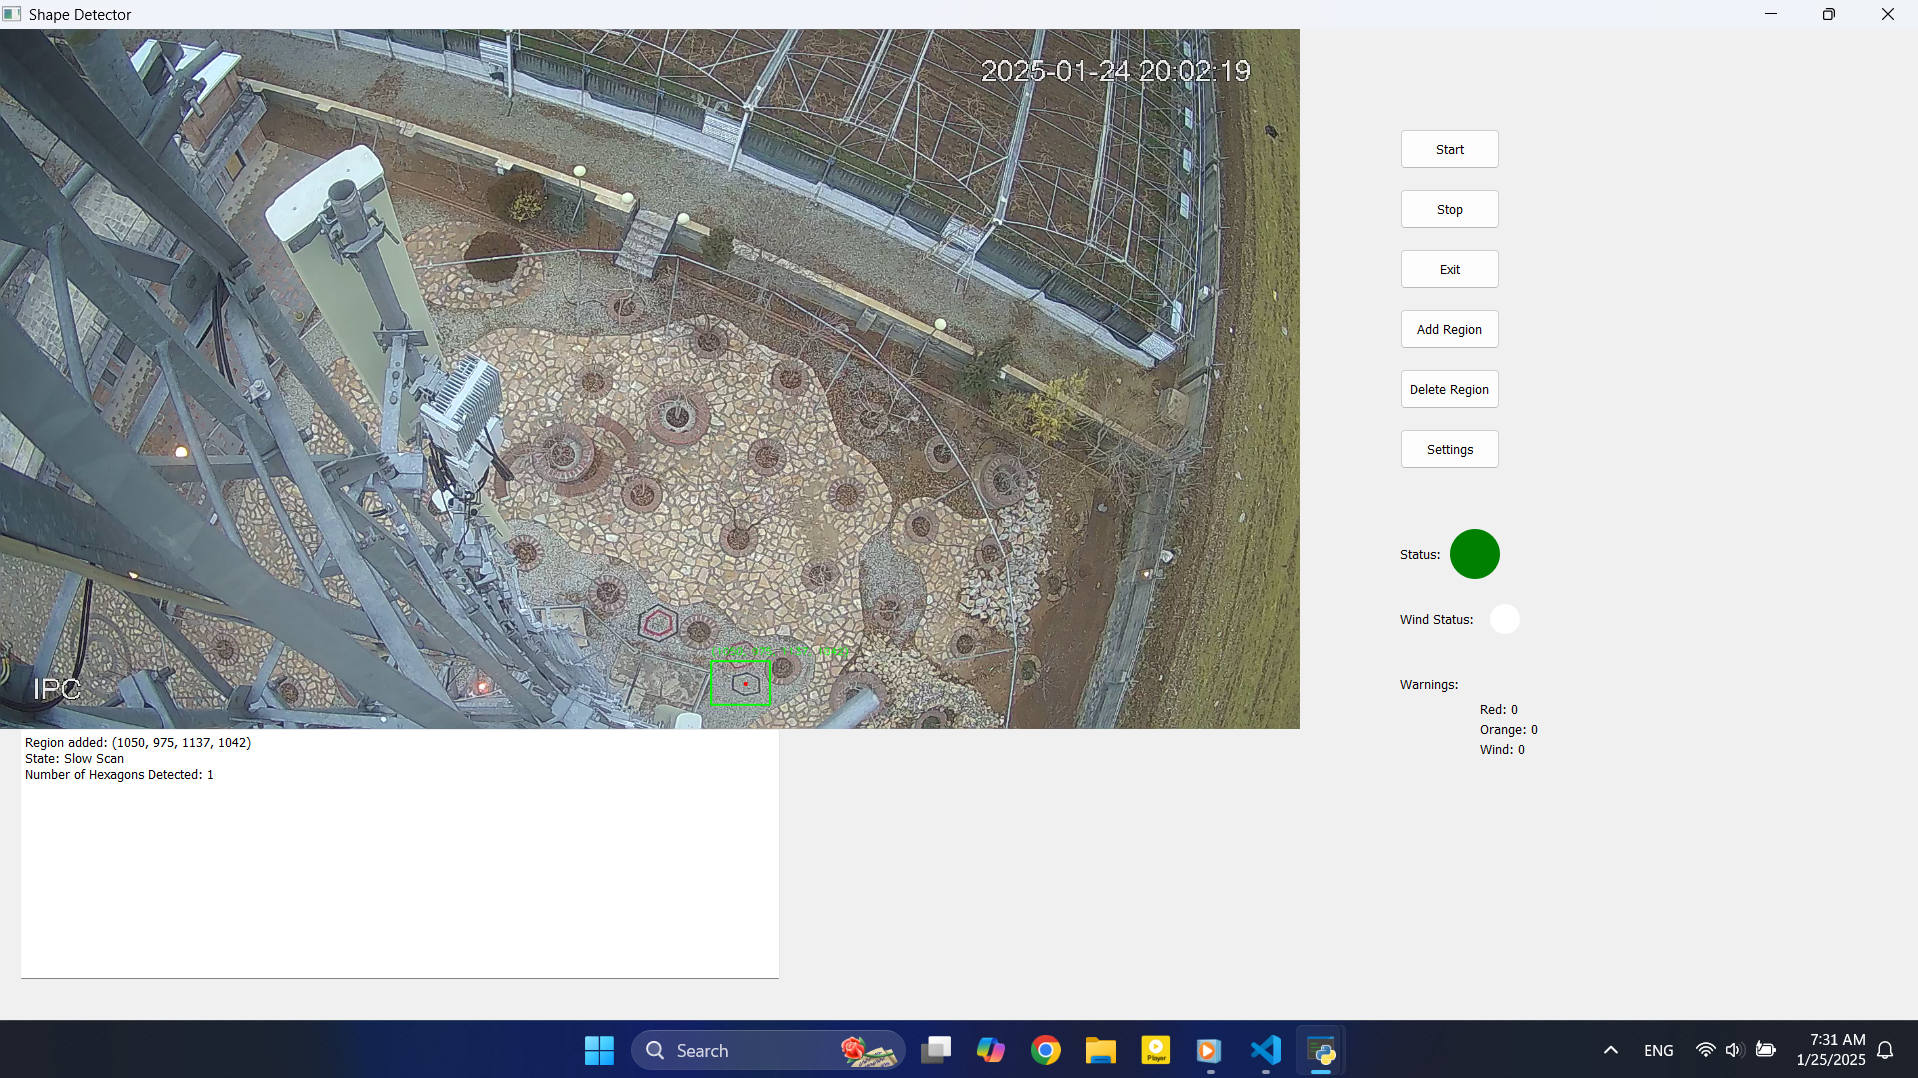 Shape Detector
2025-01-24 20:02:19
Start
Stop
Exit
Add Region
Delete Region
Settings
Status:
Wind Status:
IPC
Warnings:
Red: 0
Orange: 0
Wind: 0
Region added: (1050, 975, 1137, 1042)
State: Slow Scan
Number of Hexagons Detected: 1
Search
Player
ENG
7:31 AM
1/25/2025